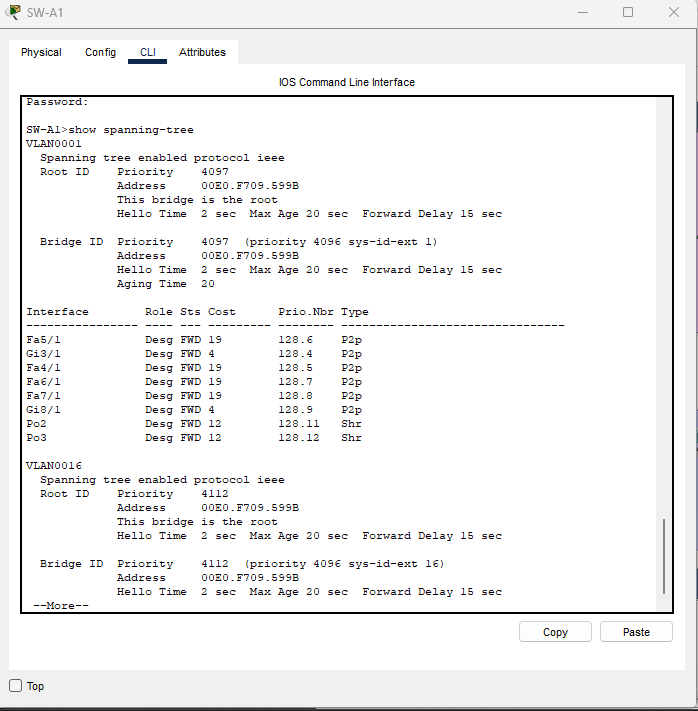 SW-A1
Physical Config CLI Attributes
IOS Command Line Interface
Password:
SW-A1>show spanning-tree
VLAN0001
  Spanning tree enabled protocol ieee
  Root ID    Priority    4097
             Address     00E0.F709.599B
             This bridge is the root
             Hello Time  2 sec  Max Age 20 sec  Forward Delay 15 sec
  Bridge ID  Priority    4097  (priority 4096 sys-id-ext 1)
             Address     00E0.F709.599B
             Hello Time  2 sec  Max Age 20 sec  Forward Delay 15 sec
             Aging Time  20
Interface        Role Sts Cost      Prio.Nbr Type
---------------- ---- --- --------- -------- --------------------------------
Fa5/1            Desg FWD 19        128.6    P2p
Gi3/1            Desg FWD 4         128.4    P2p
Fa4/1            Desg FWD 19        128.5    P2p
Fa6/1            Desg FWD 19        128.7    P2p
Fa7/1            Desg FWD 19        128.8    P2p
Gi8/1            Desg FWD 4         128.9    P2p
Po2              Desg FWD 12        128.11   Shr
Po3              Desg FWD 12        128.12   Shr
VLAN0016
  Spanning tree enabled protocol ieee
  Root ID    Priority    4112
             Address     00E0.F709.599B
             This bridge is the root
             Hello Time  2 sec  Max Age 20 sec  Forward Delay 15 sec
  Bridge ID  Priority    4112  (priority 4096 sys-id-ext 16)
             Address     00E0.F709.599B
             Hello Time  2 sec  Max Age 20 sec  Forward Delay 15 sec
 --More--
Copy Paste
Top